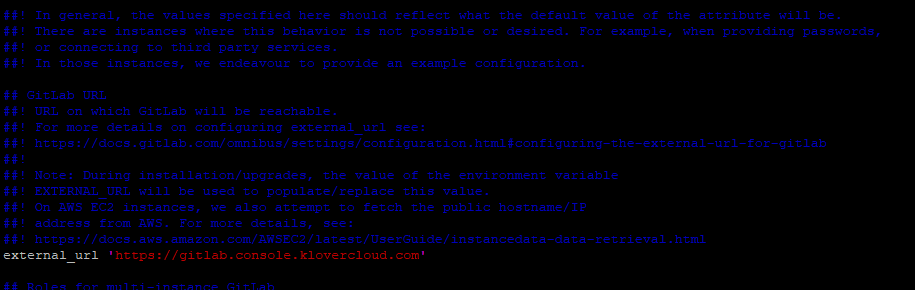 ##! In general, the values specified here should reflect what the default value of the attribute will be.
##! There are instances where this behavior is not possible or desired. For example, when providing passwords,
##! or connecting to third party services.
##! In those instances, we endeavour to provide an example configuration.
## GitLab URL
##! URL on which GitLab will be reachable.
##! For more details on configuring external_url see:
##! https://docs.gitlab.com/omnibus/settings/configuration.html#configuring-the-external-url-for-gitlab
##!
##! Note: During installation/upgrades, the value of the environment variable
##! EXTERNAL_URL will be used to populate/replace this value.
##! On AWS EC2 instances, we also attempt to fetch the public hostname/IP
##! address from AWS. For more details, see:
##! https://docs.aws.amazon.com/AWSEC2/latest/UserGuide/instancedata-data-retrieval.html
external_url 'https://gitlab.console.klovercloud.com'
## Roles for multi-instance GitLab